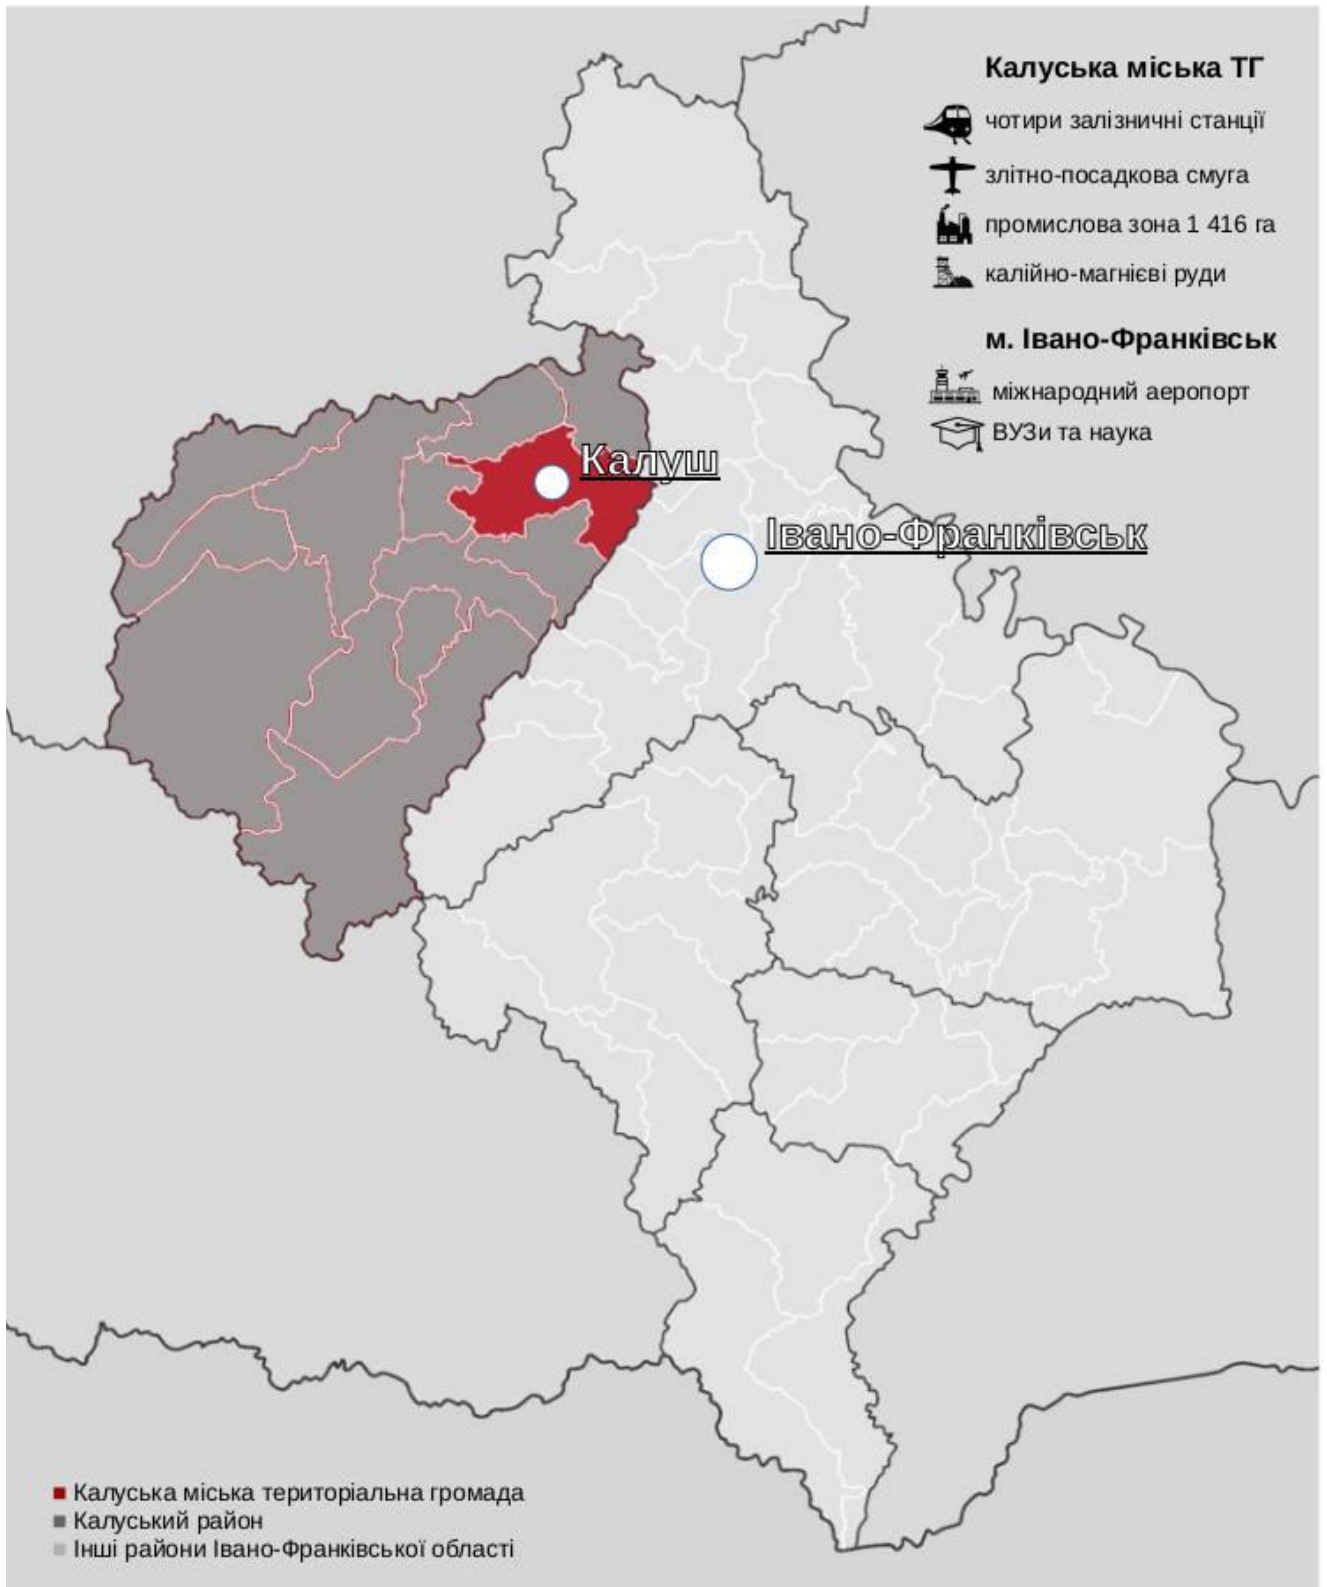 Калуська міська ТГ
чотири залізничні станції
злітно-посадкова смуга
промислова зона 1 416 га
калійно-магнієві руди
м. Івано-Франківськ
міжнародний аеропорт
ВУЗи та наука
Калуш
Івано-Франківськ
Калуська міська територіальна громада
Калуський район
Інші райони Івано-Франківської області